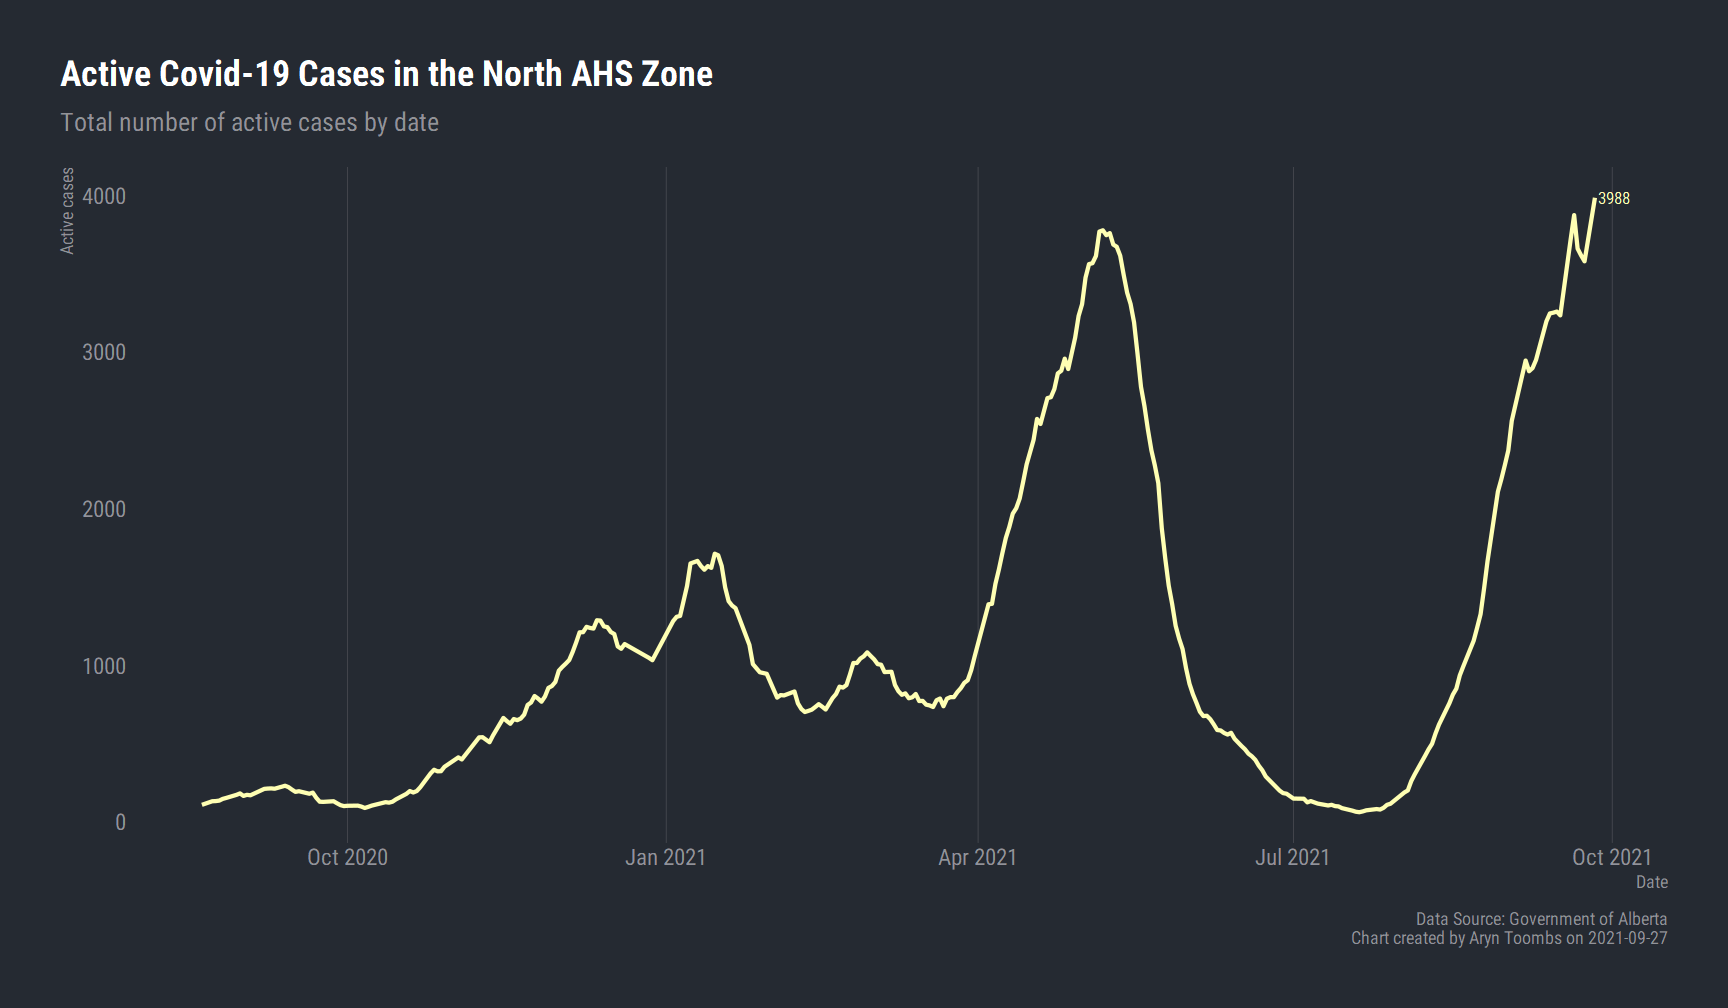 Active Covid-19 Cases in the North AHS Zone
Total number of active cases by date
Active cases
4000
3000
2000
1000
0
3988
Oct 2020
Jan 2021
Apr 2021
Jul 2021
Oct 2021
Date
Data Source: Government of Alberta
Chart created by Aryn Toombs on 2021-09-27